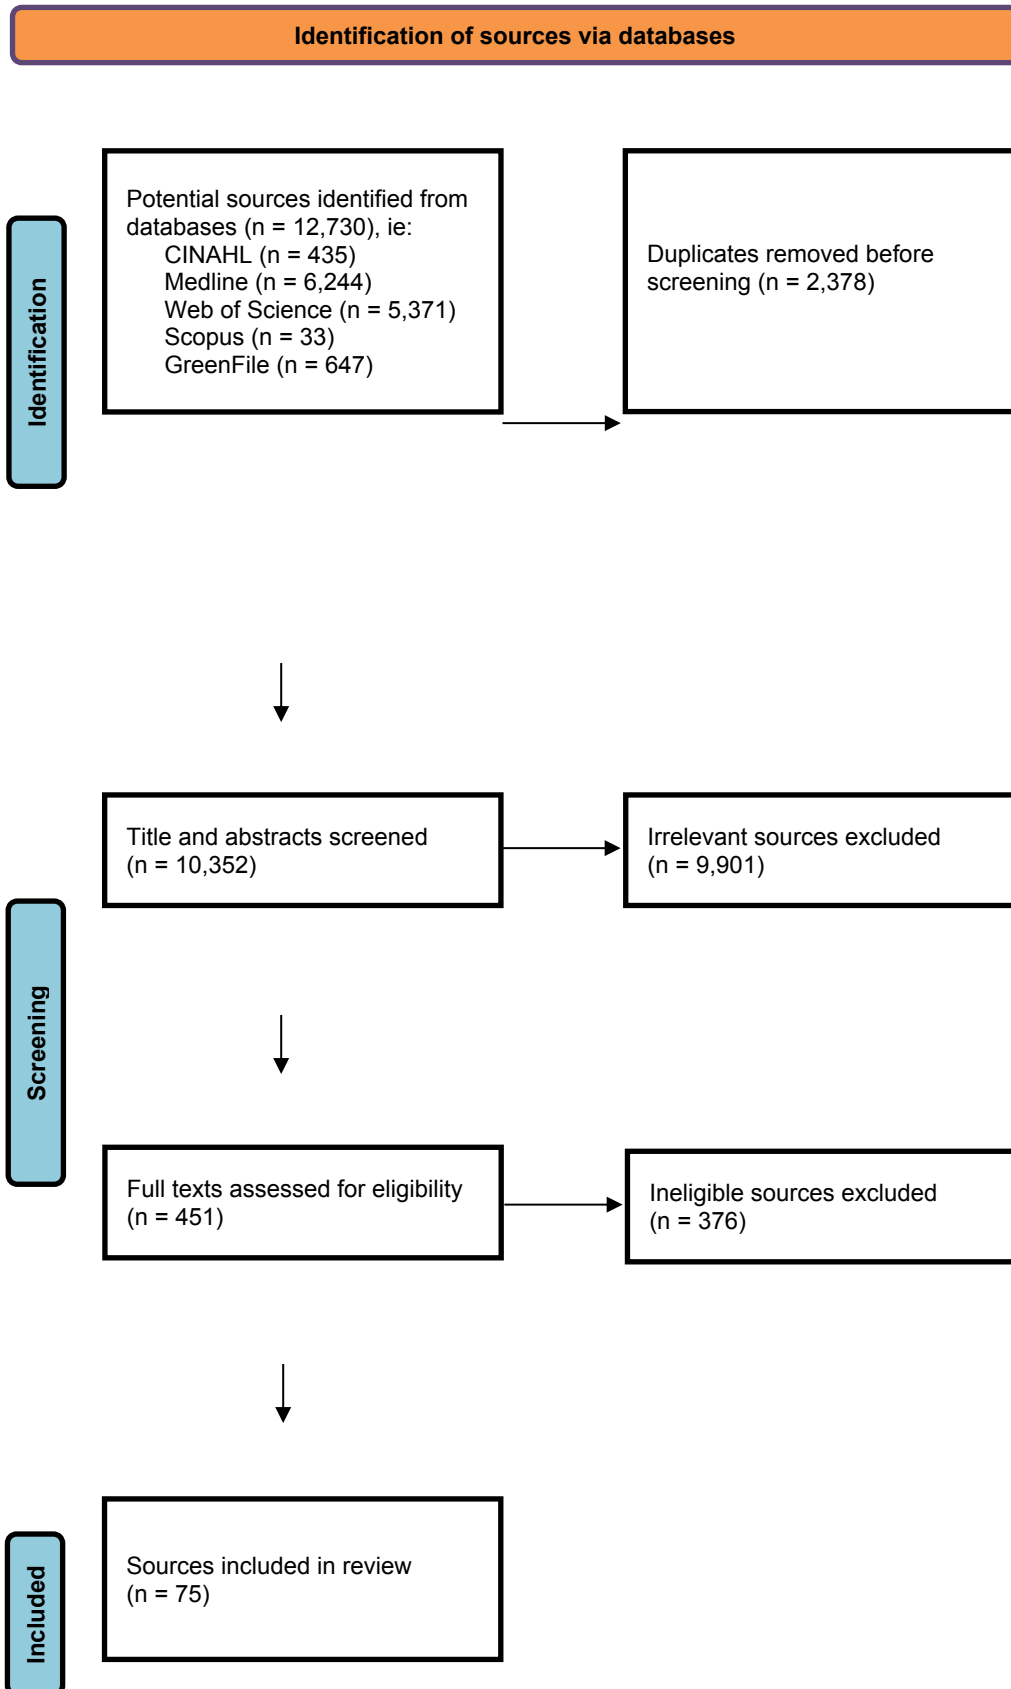 Identification of sources via databases
Identification
Potential sources identified from
databases (n = 12,730), ie:
CINAHL (n = 435)
Medline (n = 6,244)
Web of Science (n = 5,371)
Scopus (n = 33)
GreenFile (n = 647)
Duplicates removed before
screening (n = 2,378)
Screening
Title and abstracts screened
(n = 10,352)
Irrelevant sources excluded
(n = 9,901)
Full texts assessed for eligibility
(n = 451)
Ineligible sources excluded
(n = 376)
Included
Sources included in review
(n = 75)